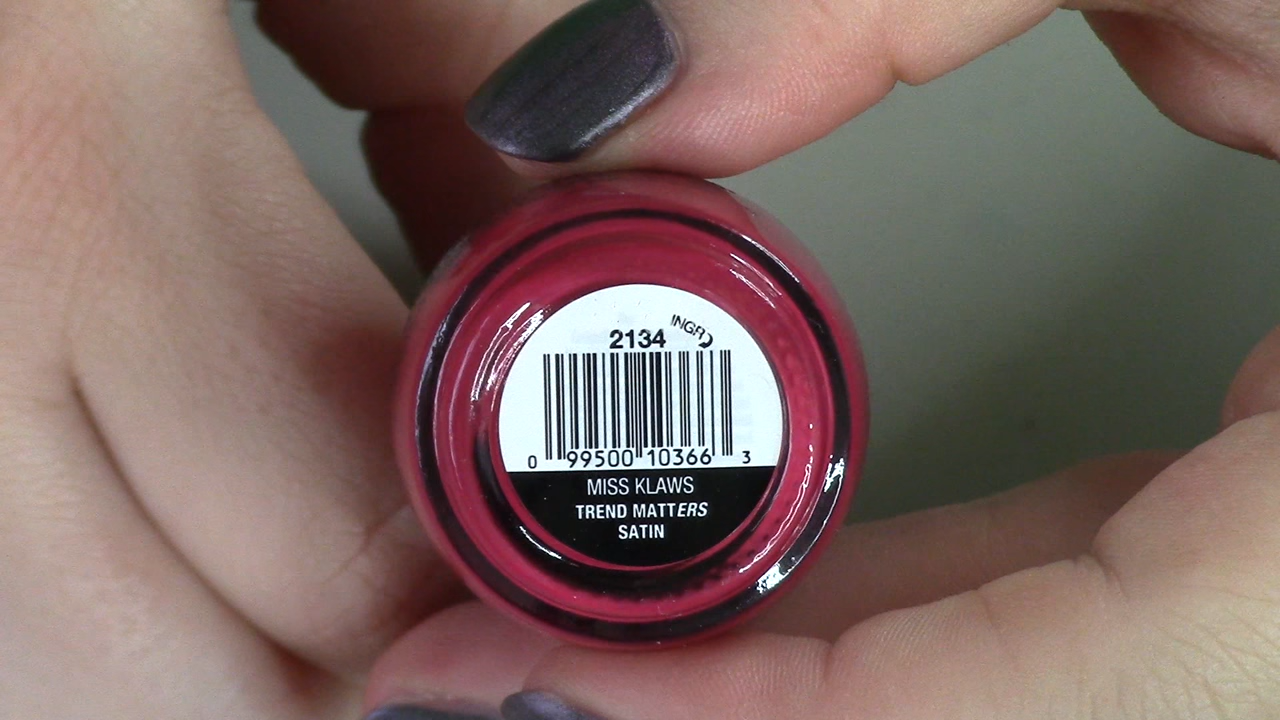 INGR
2134
0 99500 10366 3
MISS KLAWS
TREND MATTERS
SATIN